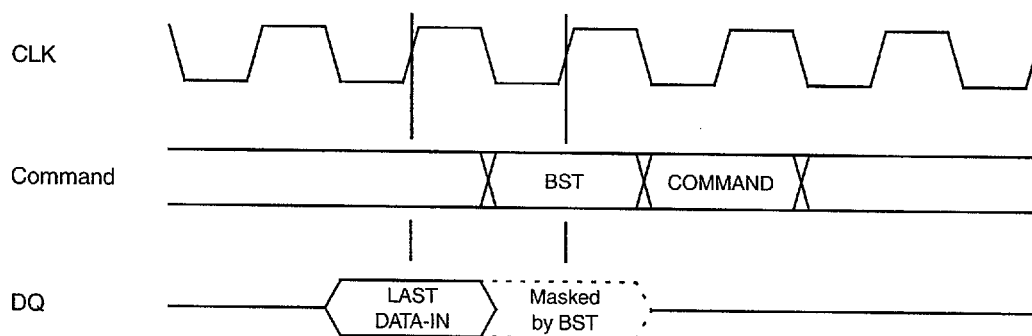 CLK
Command
BST
COMMAND
DQ
LAST
DATA-IN
Masked
by BST